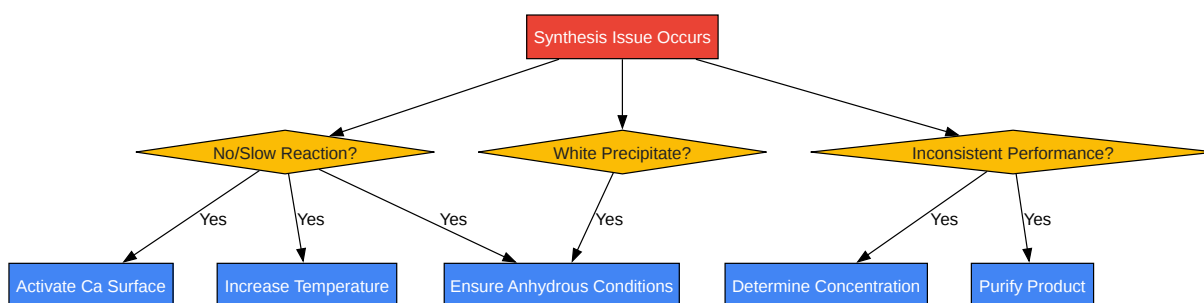 Synthesis Issue Occurs
No/Slow Reaction?
White Precipitate?
Inconsistent Performance?
Yes
Yes
Yes
Yes
Yes
Yes
Activate Ca Surface
Increase Temperature
Ensure Anhydrous Conditions
Determine Concentration
Purify Product